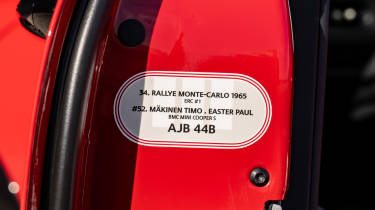 34. RALLYE MONTE-CARLO 1965
ERC #1
#52. MÄKINEN TIMO . EASTER PAUL
BMC MINI COOPER S
AJB 44B